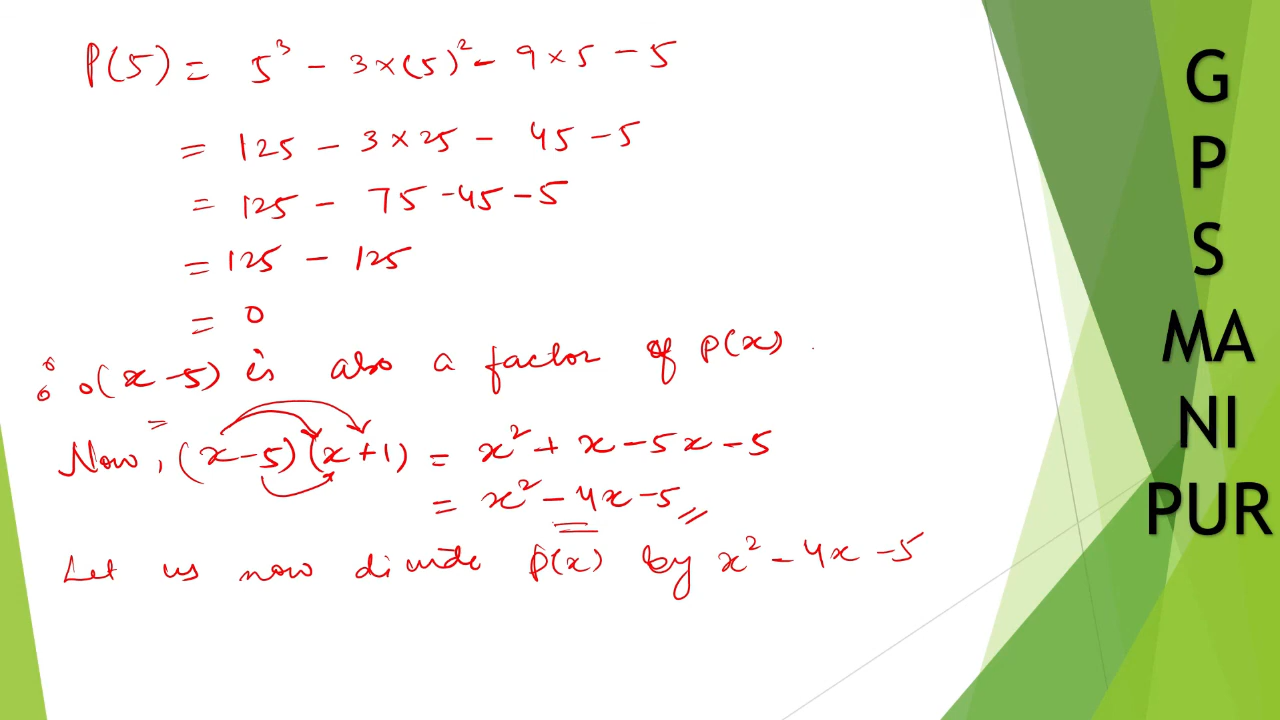 P(5) = 5³ - 3×(5)² - 9×5 - 5
= 125 - 3×25 - 45 - 5
= 125 - 75 - 45 - 5
= 125 - 125
= 0
∴ (x-5) is also a factor of p(x).
Now, (x-5)(x+1) = x² + x - 5x - 5
= x² - 4x - 5
Let us now divide p(x) by x² - 4x - 5
G
P
S
MA
NI
PUR